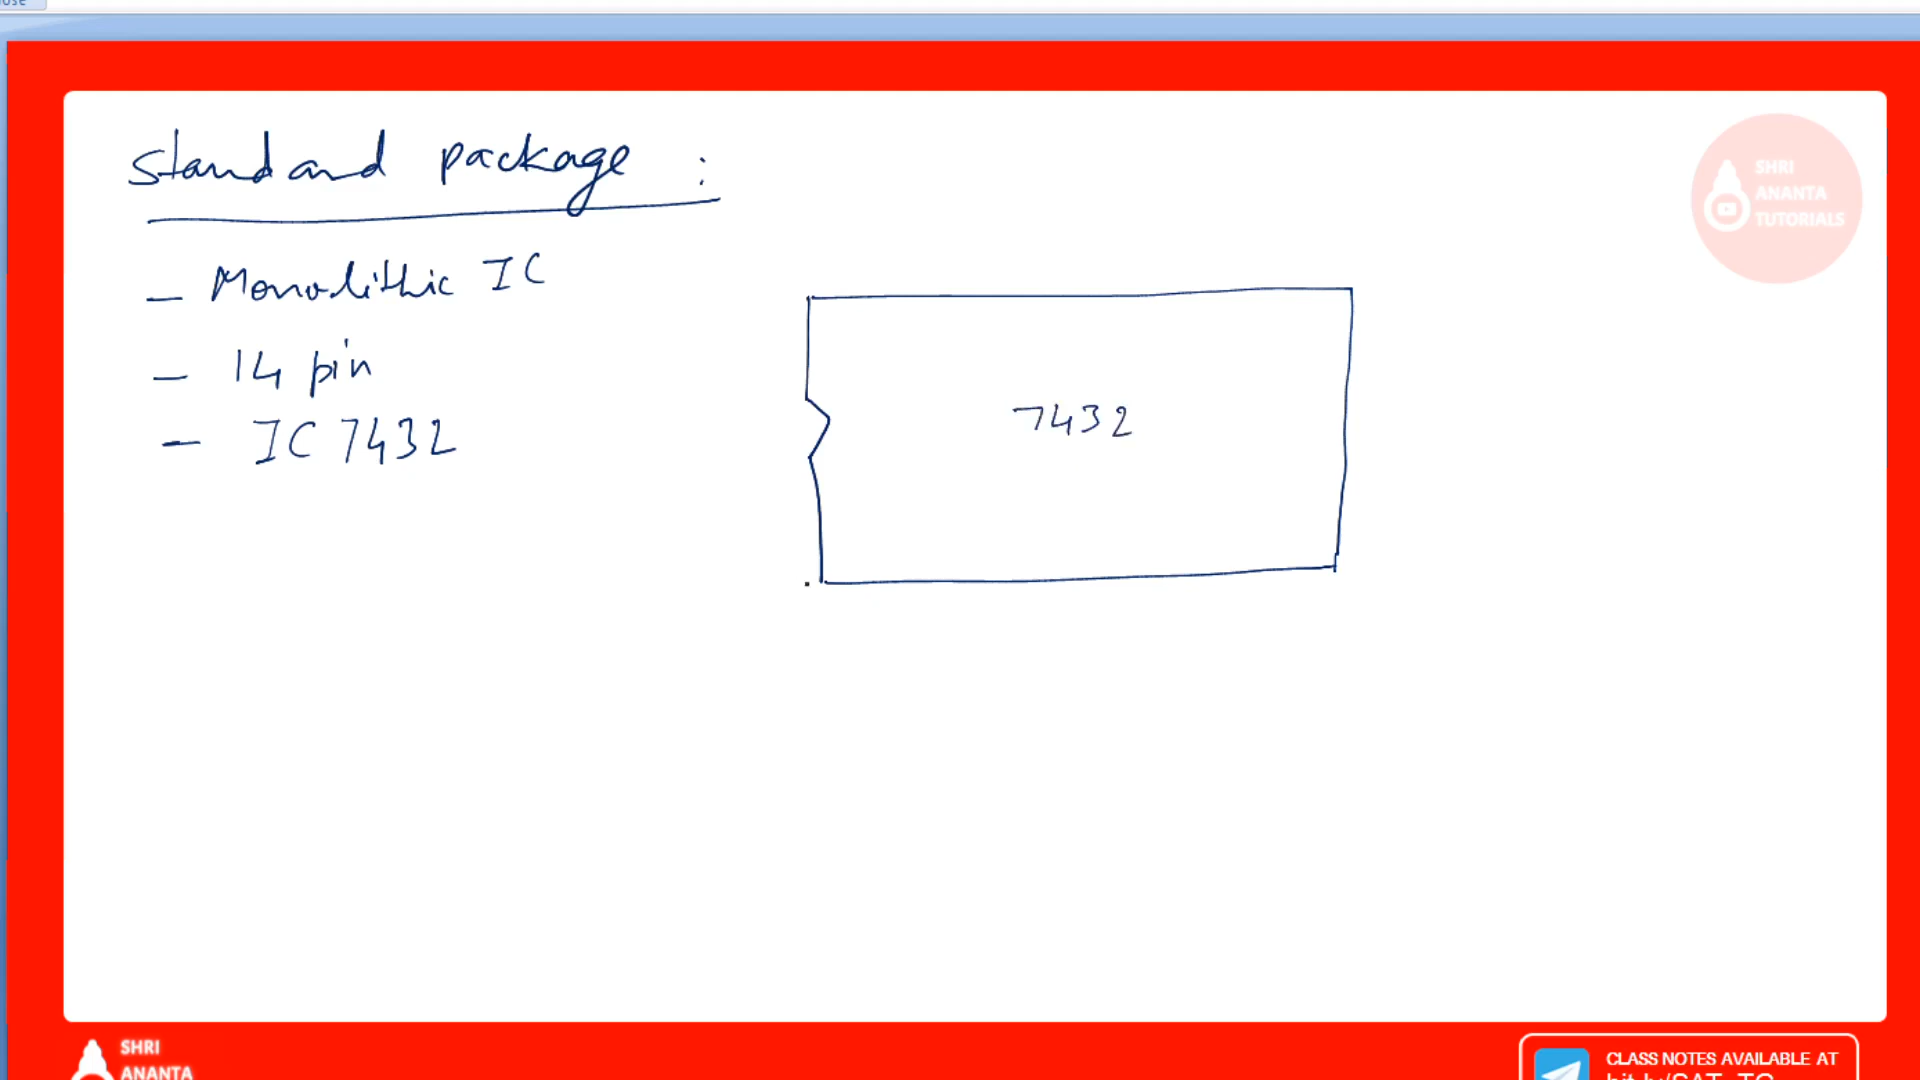 Standard package :
SHRI
ANANTA
TUTORIALS
- Monolithic IC
- 14 pin
- IC 7432
7432
SHRI
ANANTA
CLASS NOTES AVAILABLE AT